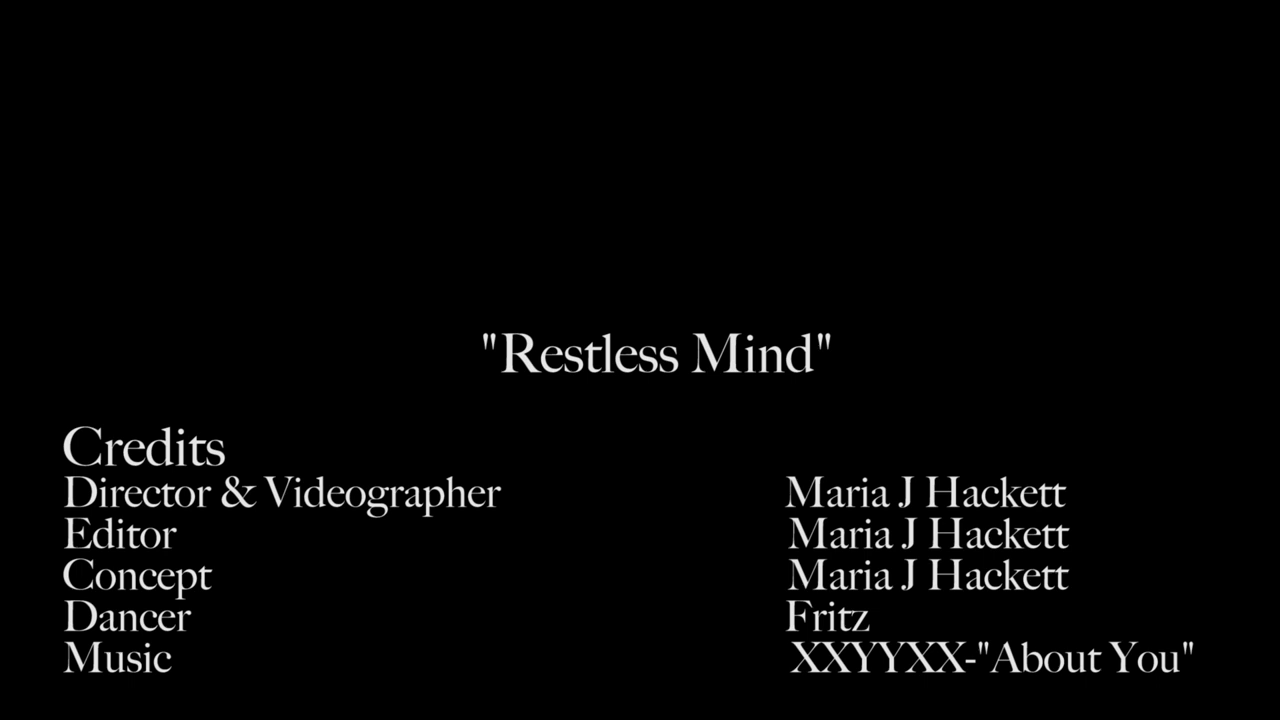 "Restless Mind"
Credits
Director & Videographer Maria J Hackett
Editor Maria J Hackett
Concept Maria J Hackett
Dancer Fritz
Music XXYYXX-"About You"